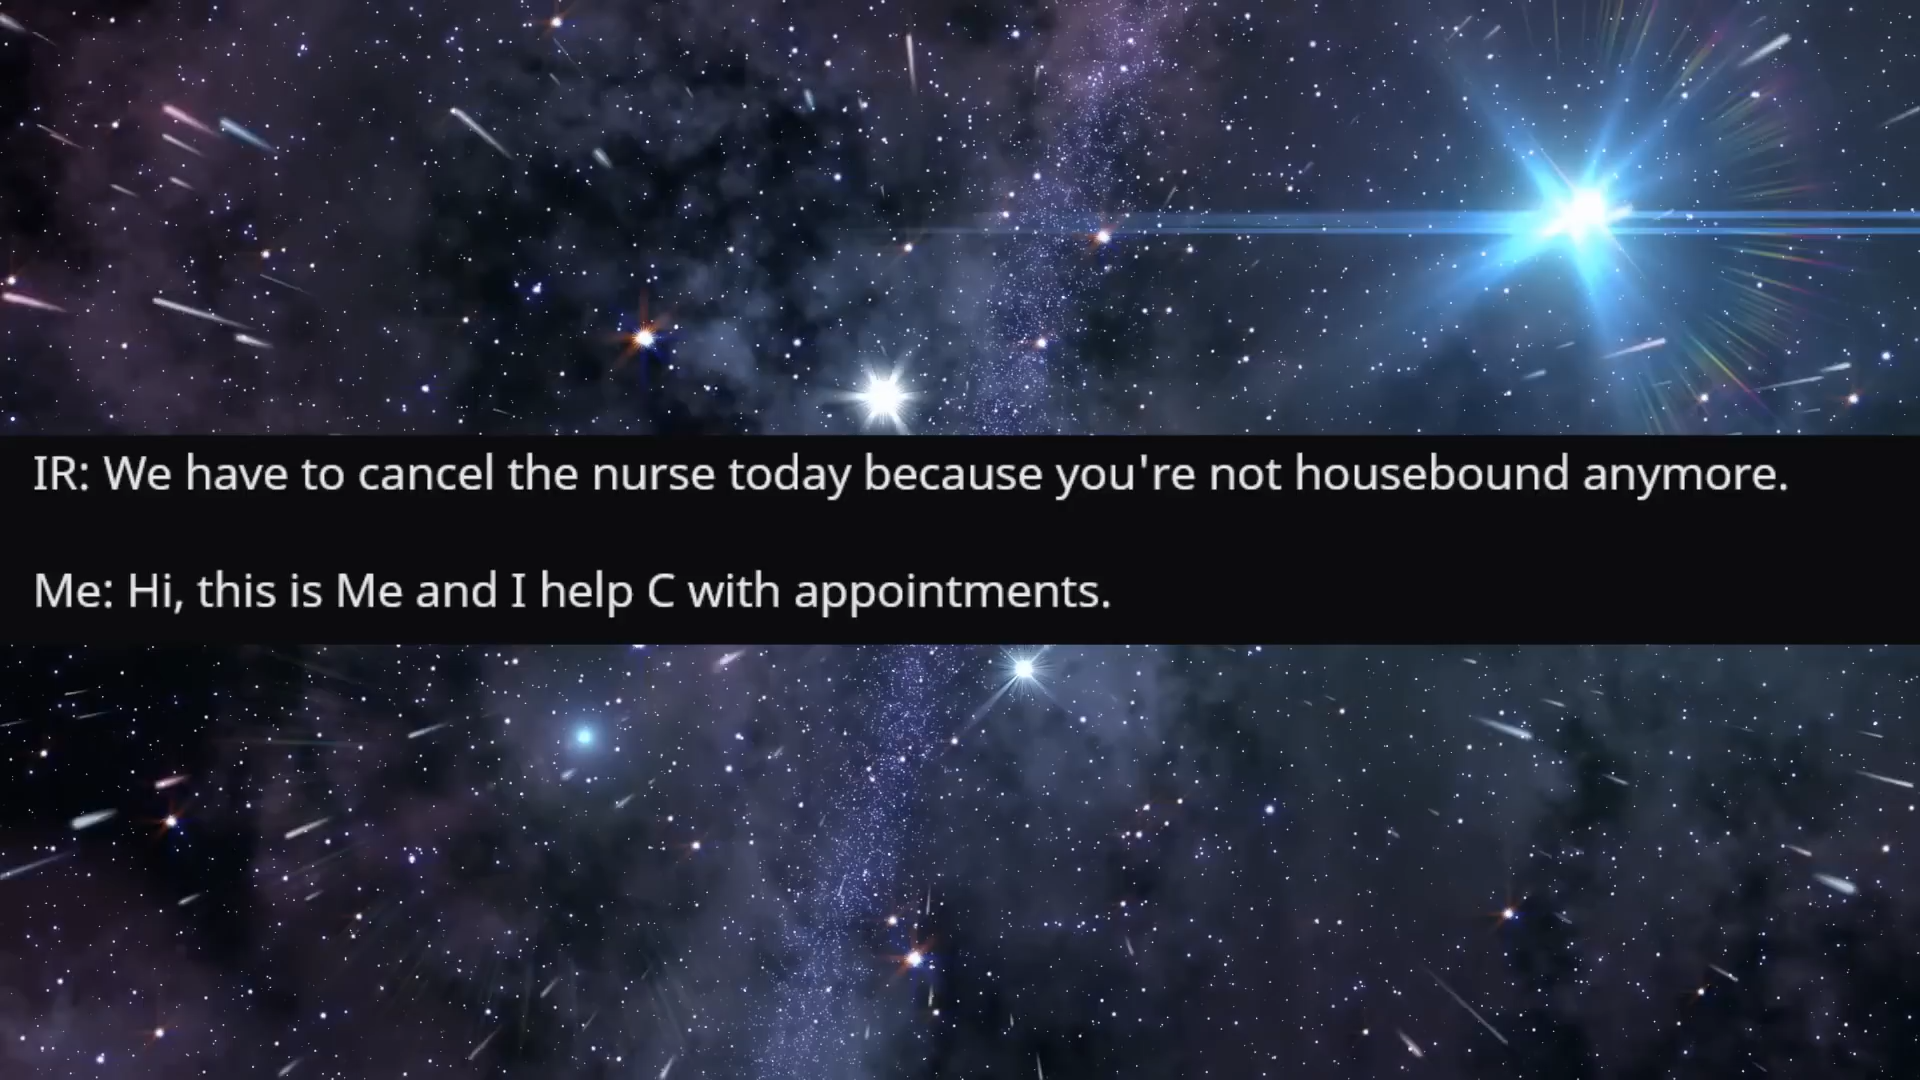 IR: We have to cancel the nurse today because you're not housebound anymore.
Me: Hi, this is Me and I help C with appointments.